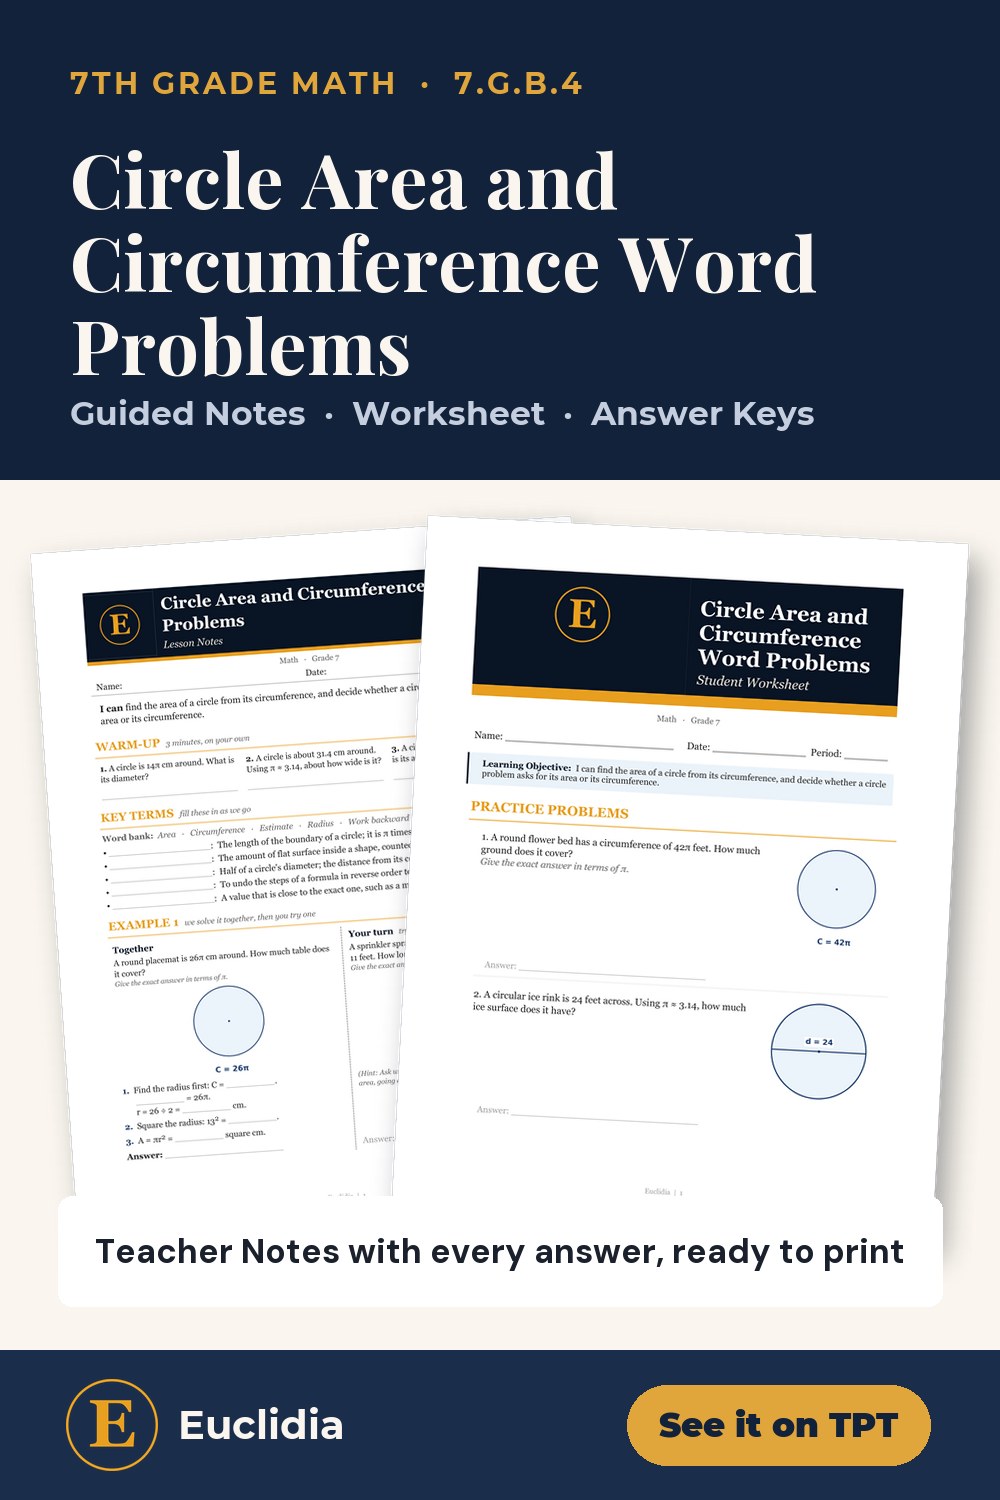 7TH GRADE MATH · 7.G.B.4
Circle Area and
Circumference Word
Problems
Guided Notes · Worksheet · Answer Keys
E
Circle Area and Circumference
Problems
Lesson Notes
Math · Grade 7
Name:
Date:
I can find the area of a circle from its circumference, and decide whether a
area or its circumference.
WARM-UP 3 minutes, on your own
1. A circle is 14π cm around. What is
its diameter?
2. A circle is about 31.4 cm around.
Using π ≈ 3.14, about how wide is it?
3. A
is its
KEY TERMS fill these in as we go
Word bank: Area · Circumference · Estimate · Radius · Work backward
• : The length of the boundary of a circle; it is π times
• : The amount of flat surface inside a shape,
• : Half of a circle's diameter; the distance from its
• : To undo the steps of a formula in reverse order
• : A value that is close to the exact one, such as a
EXAMPLE 1 we solve it together, then you try one
Together
A round placemat is 26π cm around. How much table does
it cover?
Give the exact answer in terms of π.
C = 26π
1. Find the radius first: C = .
= 26π.
r = 26 ÷ 2 = cm.
2. Square the radius: 13² = .
3. A = πr² = square cm.
Answer:
Your turn
A sprinkler
11 feet. How
Give the exact
(Hint: Ask
area, going
Answer:
E
Circle Area and
Circumference
Word Problems
Student Worksheet
Math · Grade 7
Name: Date: Period:
Learning Objective: I can find the area of a circle from its circumference, and decide whether a circle
problem asks for its area or its circumference.
PRACTICE PROBLEMS
1. A round flower bed has a circumference of 42π feet. How much
ground does it cover?
Give the exact answer in terms of π.
C = 42π
Answer:
2. A circular ice rink is 24 feet across. Using π ≈ 3.14, how much
ice surface does it have?
d = 24
Answer:
Euclidia | 1
Teacher Notes with every answer, ready to print
E
Euclidia
See it on TPT